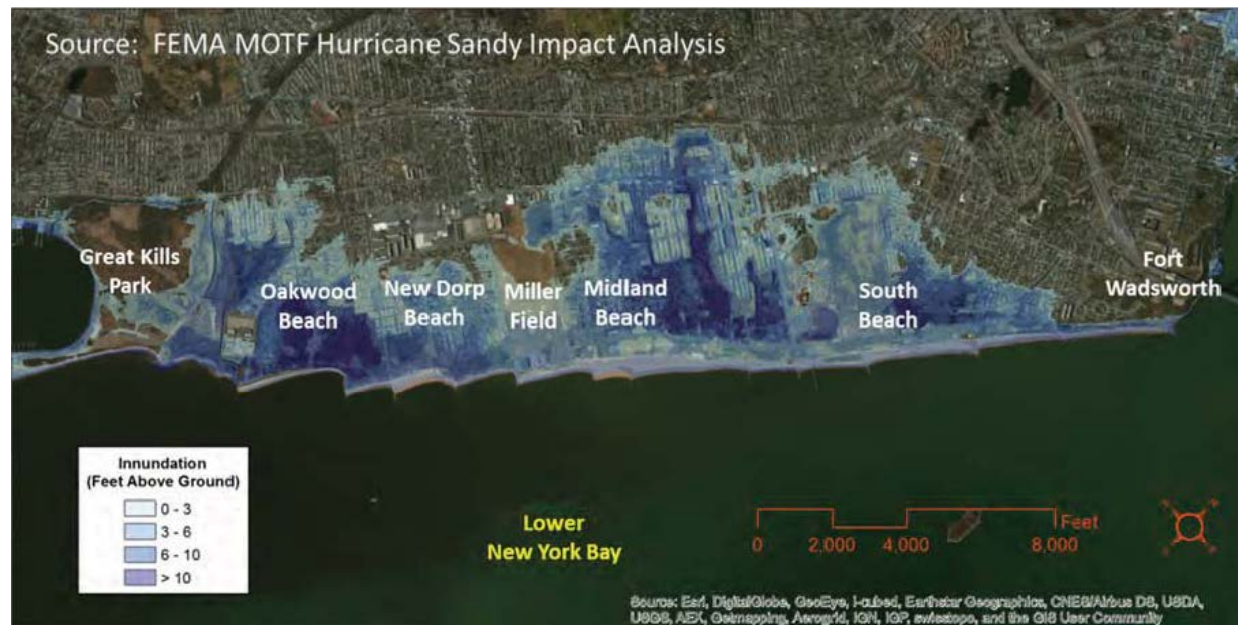 Source: FEMA MOTF Hurricane Sandy Impact Analysis
Great Kills
Park
Oakwood
Beach
New Dorp
Beach
Miller
Field
Midland
Beach
South
Beach
Fort
Wadsworth
Innundation
(Feet Above Ground)
0 - 3
3 - 6
6 - 10
> 10
Lower
New York Bay
Feet
0 2,000 4,000 8,000
Source: Esri, DigitalGlobe, GeoEye, i-cubed, Earthstar Geographics, CNES/Airbus DS, USDA,
USGS, AEX, Getmapping, Aerogrid, IGN, IGP, swisstopo, and the GIS User Community